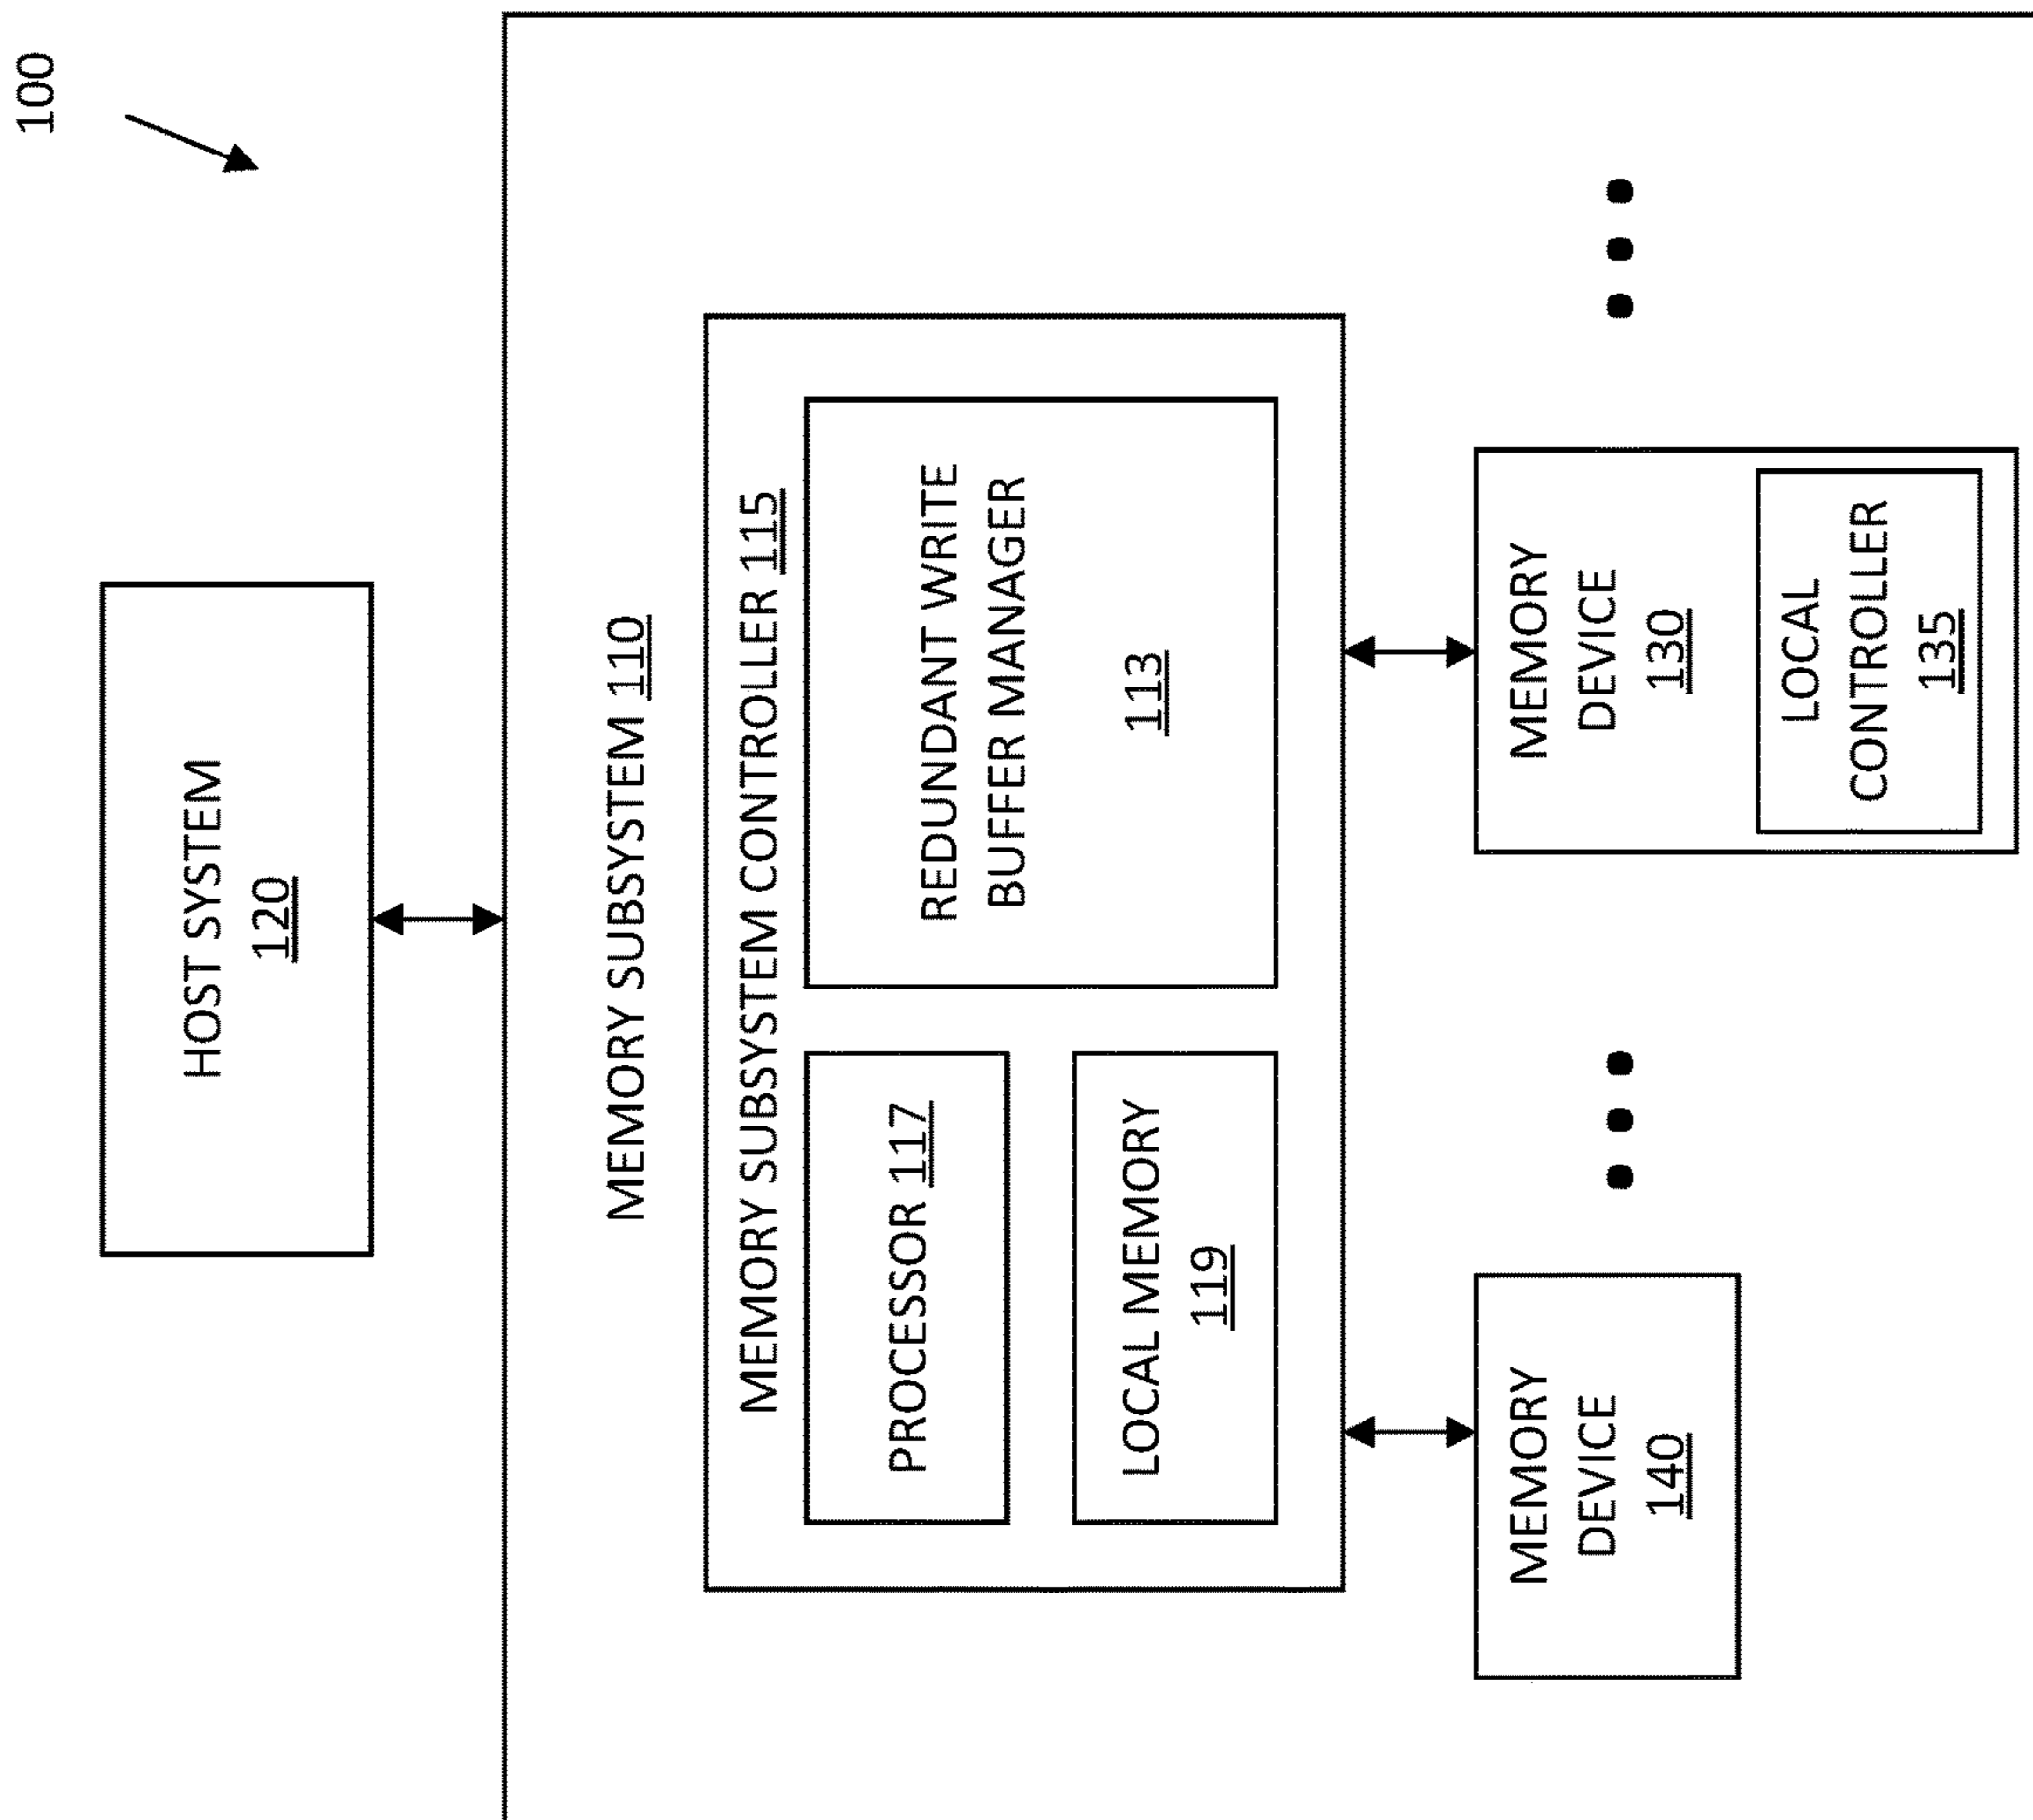 100
HOST SYSTEM
120
MEMORY SUBSYSTEM 110
MEMORY SUBSYSTEM CONTROLLER 115
PROCESSOR 117
LOCAL MEMORY
119
REDUNDANT WRITE
BUFFER MANAGER
113
MEMORY
DEVICE
140
MEMORY
DEVICE
130
LOCAL
CONTROLLER
135